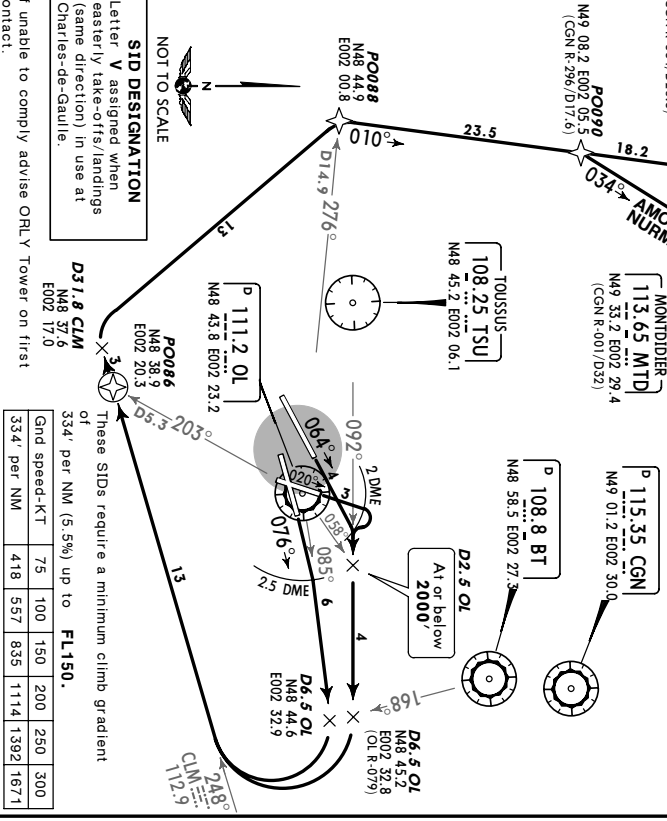 MONTDIDIER
D 113.65 MTD
N49 33.2 E002 29.4
(CGN R-001/D32)
D 115.35 CGN
N49 01.2 E002 30.0
D 108.8 BT
N48 58.5 E002 27.3
TOUSSUS
108.25 TSU
N48 45.2 E002 06.1
D 111.2 OL
N48 43.8 E002 23.2
N49 08.2 E002 05.5
(CGN R-296/D17.6)
PO090
18.2
034°
AMO
NURM
23.5
PO088
N48 44.9
E002 00.8
010°
D14.9 276°
N
NOT TO SCALE
13
SID DESIGNATION
Letter V assigned when
easterly take-offs/landings
(same direction) in use at
Charles-de-Gaulle.
f unable to comply advise ORLY Tower on first
ontact.
D31.8 CLM
N48 37.6
E002 17.0
3
PO086
N48 38.9
E002 20.3
D5.3 203°
064°
4
020°
3
092°
2 DME
058°
076°
085°
2.5 DME
6
D2.5 OL
At or below
2000'
4
168°
D6.5 OL
N48 45.2
E002 32.8
(OL R-079)
D6.5 OL
N48 44.6
E002 32.9
13
248°
CLM
112.9
These SIDs require a minimum climb gradient
of
334' per NM (5.5%) up to FL150.
Gnd speed-KT 75 100 150 200 250 300
334' per NM 418 557 835 1114 1392 1671